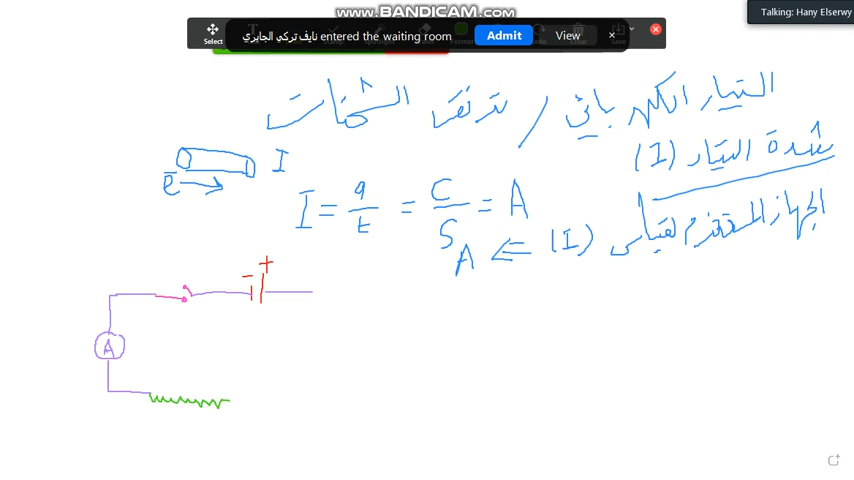 WWW.BANDICAM.COM
Talking: Hany Elserwy
Select
نايف تركي الجابري entered the waiting room
Admit
View
التيار الكهربائي / تدفق الشحنات
شدة التيار (I)
I
e-
I = q/t = C/S = A
الجهاز المستخدم لقياس (I) ⇐ A
- +
A